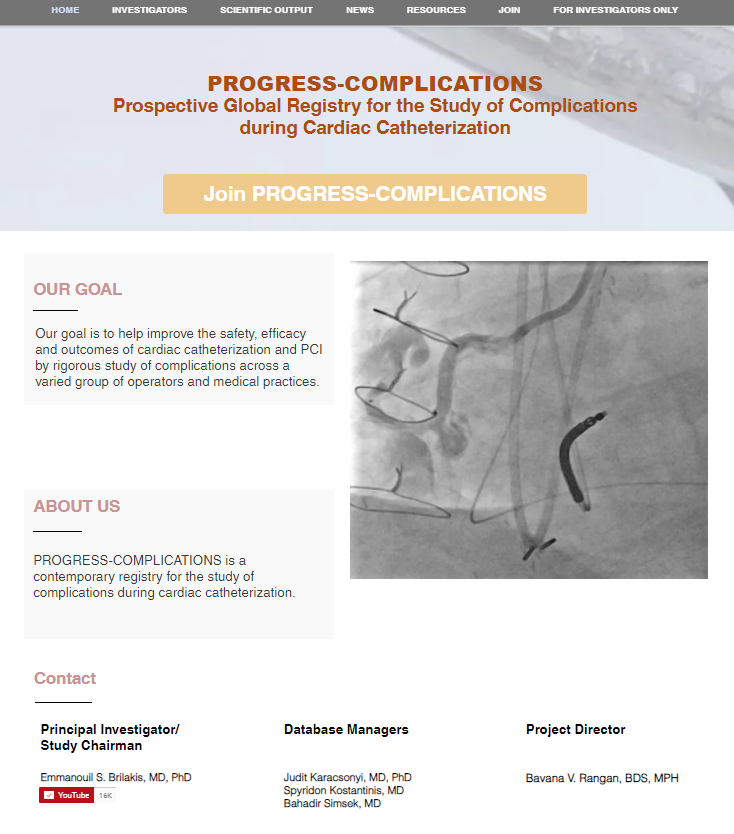 HOME INVESTIGATORS SCIENTIFIC OUTPUT NEWS RESOURCES JOIN FOR INVESTIGATORS ONLY
PROGRESS-COMPLICATIONS
Prospective Global Registry for the Study of Complications
during Cardiac Catheterization
Join PROGRESS-COMPLICATIONS
OUR GOAL
Our goal is to help improve the safety, efficacy
and outcomes of cardiac catheterization and PCI
by rigorous study of complications across a
varied group of operators and medical practices.
ABOUT US
PROGRESS-COMPLICATIONS is a
contemporary registry for the study of
complications during cardiac catheterization.
Contact
Principal Investigator/
Study Chairman
Emmanouil S. Brilakis, MD, PhD
YouTube 16K
Database Managers
Judit Karacsonyi, MD, PhD
Spyridon Kostantinis, MD
Bahadir Simsek, MD
Project Director
Bavana V. Rangan, BDS, MPH